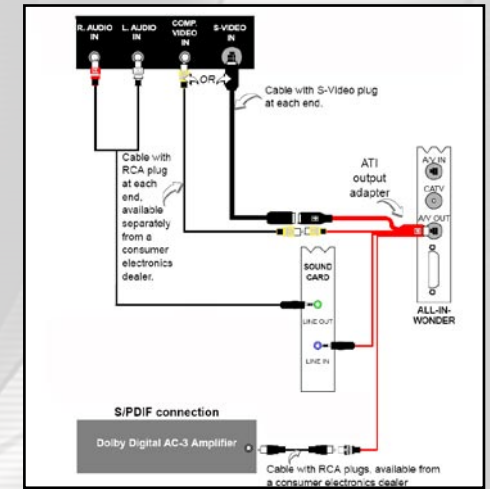 R. AUDIO IN
L. AUDIO IN
COMP. VIDEO IN
S-VIDEO IN
OR
Cable with S-Video plug
at each end.
Cable with
RCA plug
at each
end,
available
separately
from a
consumer
electronics
dealer.
ATI
output
adapter
A/V IN
CATV
A/V OUT
ALL-IN-
WONDER
SOUND
CARD
LINE OUT
LINE IN
S/PDIF connection
Dolby Digital AC-3 Amplifier
Cable with RCA plugs, available from
a consumer electronics dealer